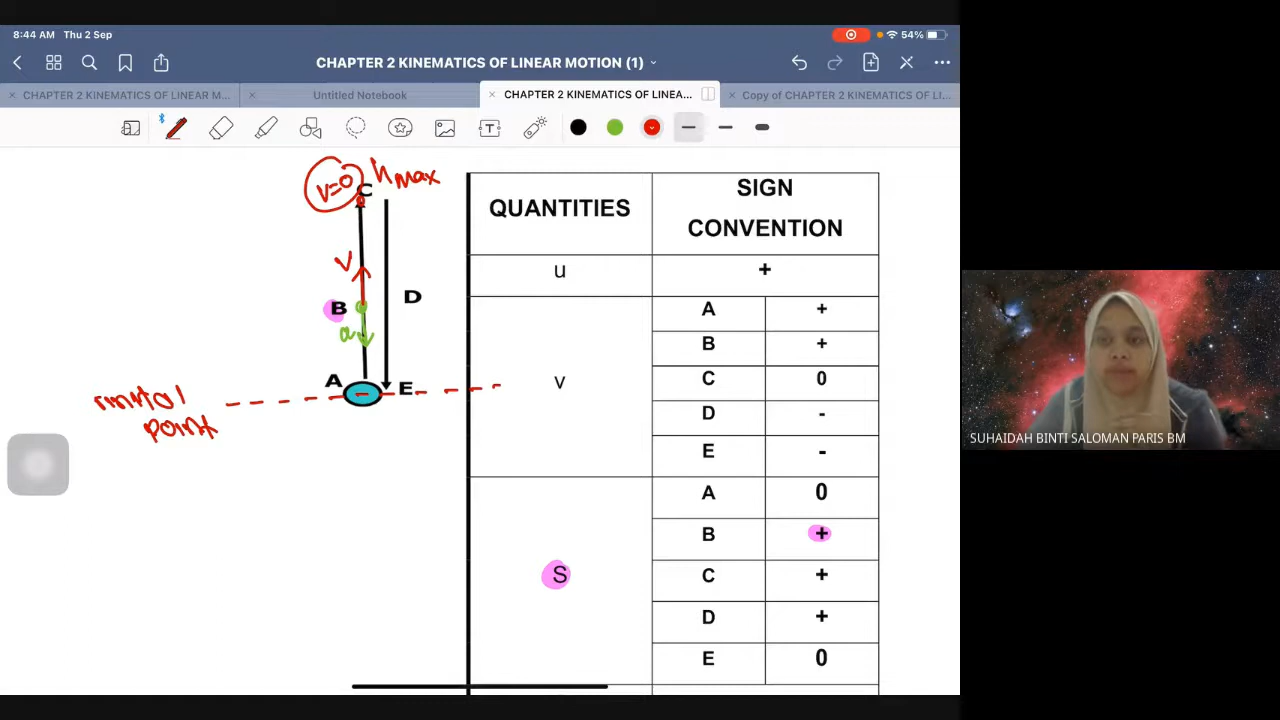 8:44 AM Thu 2 Sep
54%
CHAPTER 2 KINEMATICS OF LINEAR MOTION (1)
CHAPTER 2 KINEMATICS OF LINEAR M...
Untitled Notebook
CHAPTER 2 KINEMATICS OF LINEA...
Copy of CHAPTER 2 KINEMATICS OF LI...
v=0
C
hmax
v
B
D
a
A
E
point
QUANTITIES
SIGN CONVENTION
u
+
v
A +
B +
C 0
D -
E -
S
A 0
B +
C +
D +
E 0
SUHAIDAH BINTI SALOMAN PARIS BM